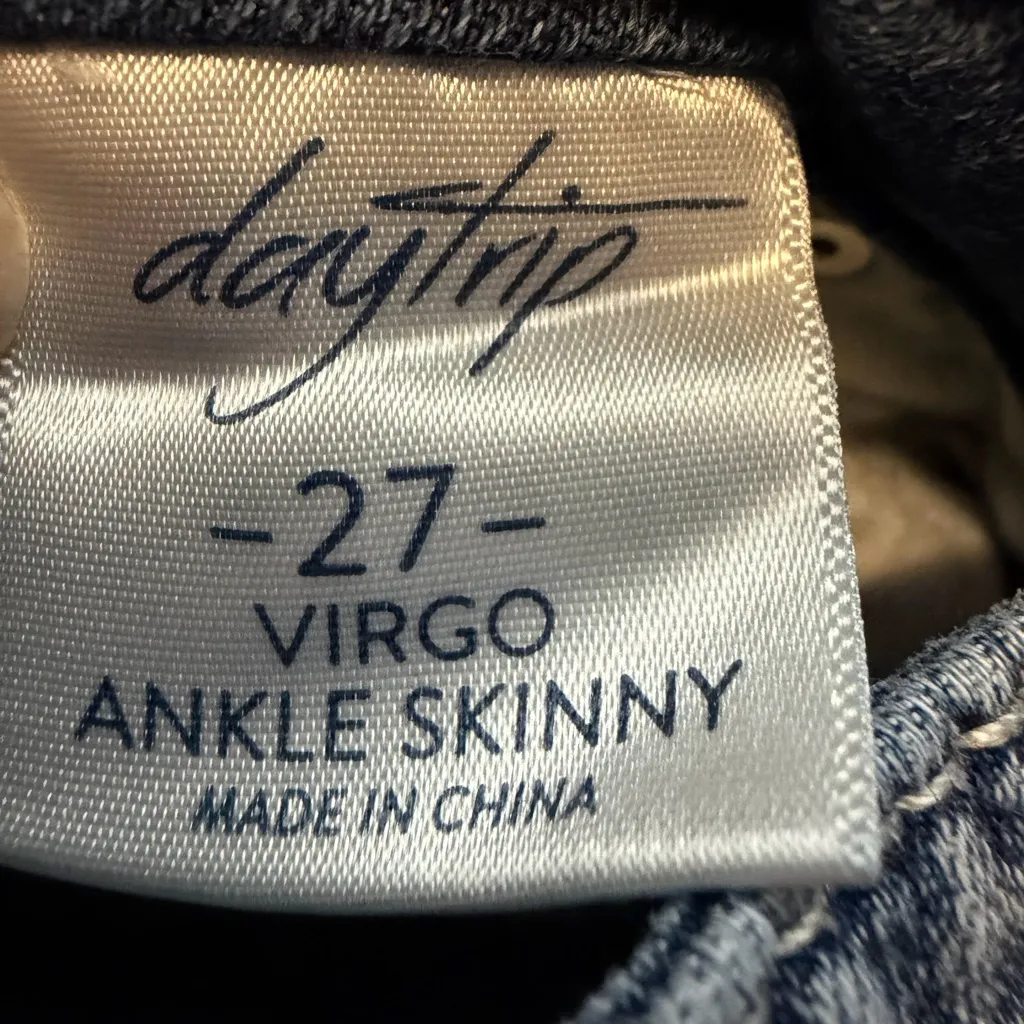 daytrip
-27-
VIRGO
ANKLE SKINNY
MADE IN CHINA